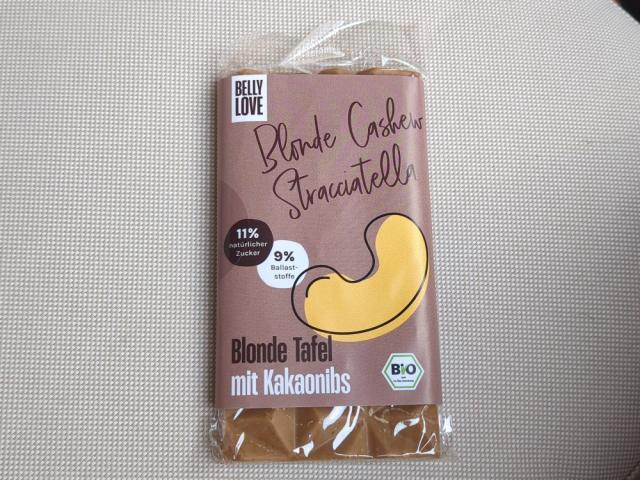 BELLY
LOVE
Blonde Cashew
Stracciatella
11%
natürlicher
Zucker
9%
Ballast-
stoffe
Blonde Tafel
mit Kakaonibs
Bio